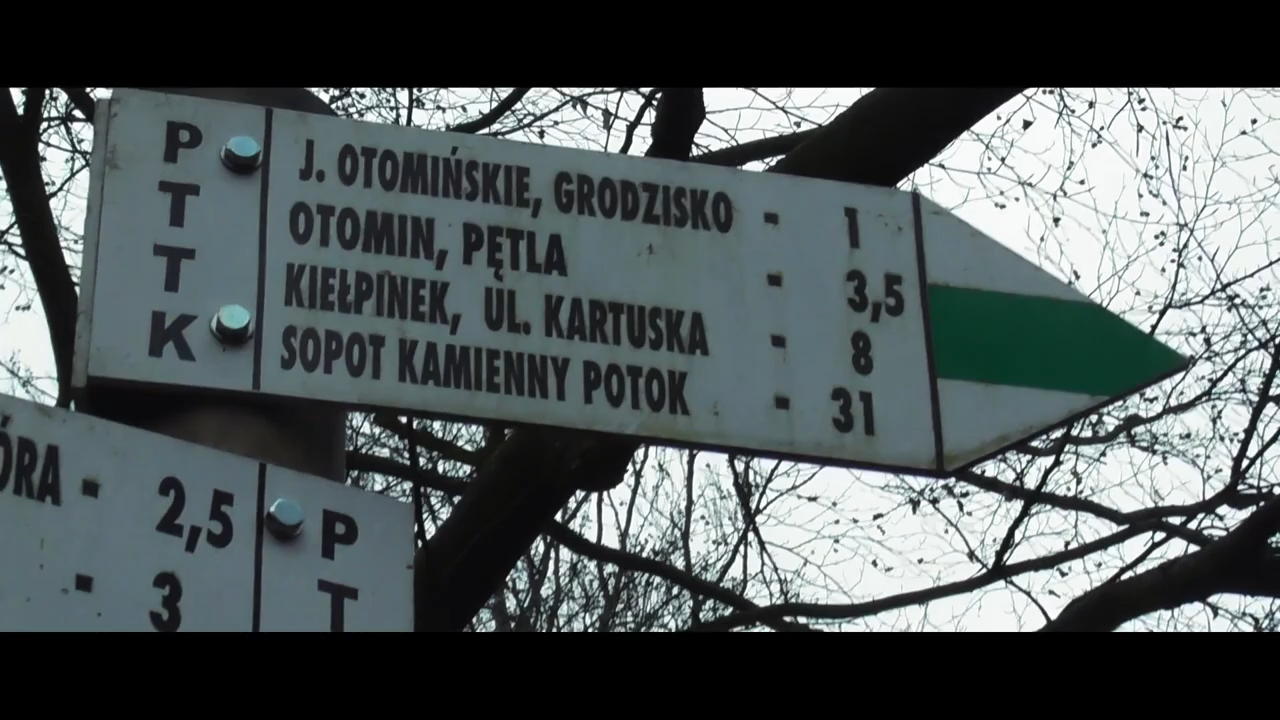 PTTK
J. OTOMIŃSKIE, GRODZISKO - 1
OTOMIN, PĘTLA - 3,5
KIEŁPINEK, UL. KARTUSKA - 8
SOPOT KAMIENNY POTOK - 31
ÓRA - 2,5
- 3
PT